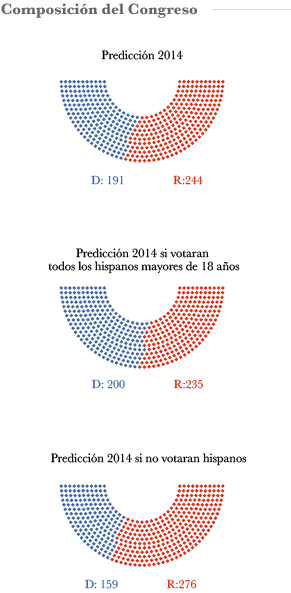 Composición del Congreso
Predicción 2014
D: 191 R:244
Predicción 2014 si votaran
todos los hispanos mayores de 18 años
D: 200 R:235
Predicción 2014 si no votaran hispanos
D: 159 R:276